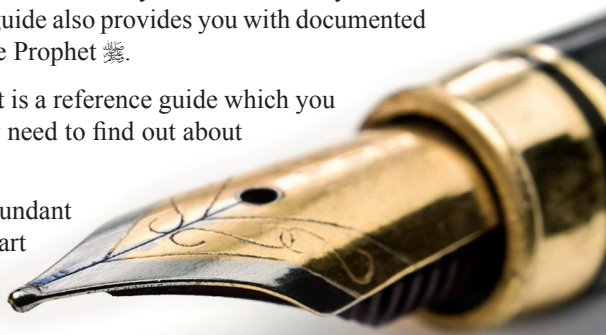 guide also provides you with documented
e Prophet ﷺ.
t is a reference guide which you
need to find out about
undant
art